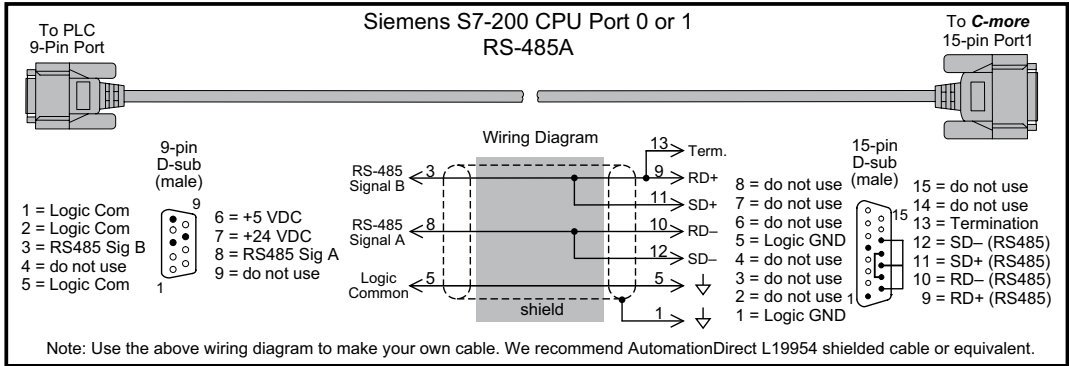 Siemens S7-200 CPU Port 0 or 1
RS-485A
To PLC
9-Pin Port
To C-more
15-pin Port1
9-pin
D-sub
(male)
9
1
1 = Logic Com
2 = Logic Com
3 = RS485 Sig B
4 = do not use
5 = Logic Com
6 = +5 VDC
7 = +24 VDC
8 = RS485 Sig A
9 = do not use
Wiring Diagram
13 Term.
RS-485
Signal B
3
9 RD+
11 SD+
RS-485
Signal A
8
10 RD–
12 SD–
Logic
Common
5
5
1
shield
15-pin
D-sub
(male)
15
1
8 = do not use
7 = do not use
6 = do not use
5 = Logic GND
4 = do not use
3 = do not use
2 = do not use
1 = Logic GND
15 = do not use
14 = do not use
13 = Termination
12 = SD– (RS485)
11 = SD+ (RS485)
10 = RD– (RS485)
9 = RD+ (RS485)
Note: Use the above wiring diagram to make your own cable. We recommend AutomationDirect L19954 shielded cable or equivalent.